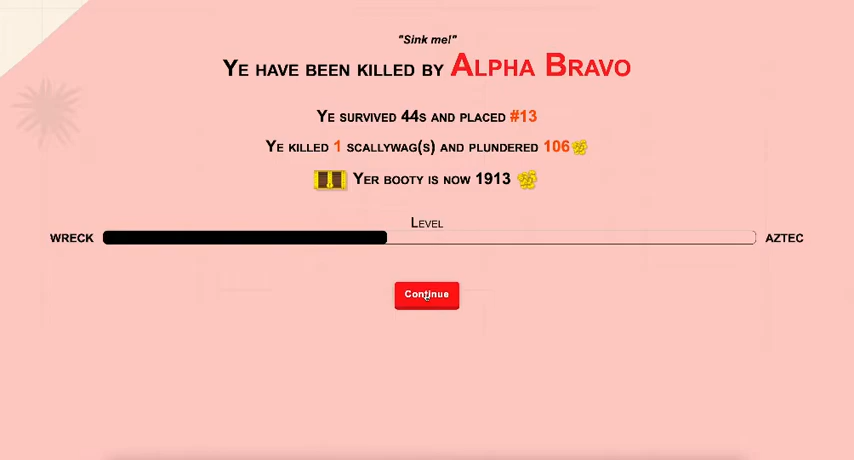 "Sink me!"
Ye have been killed by Alpha Bravo
Ye survived 44s and placed #13
Ye killed 1 scallywag(s) and plundered 106
Yer booty is now 1913
Level
WRECK AZTEC
Continue